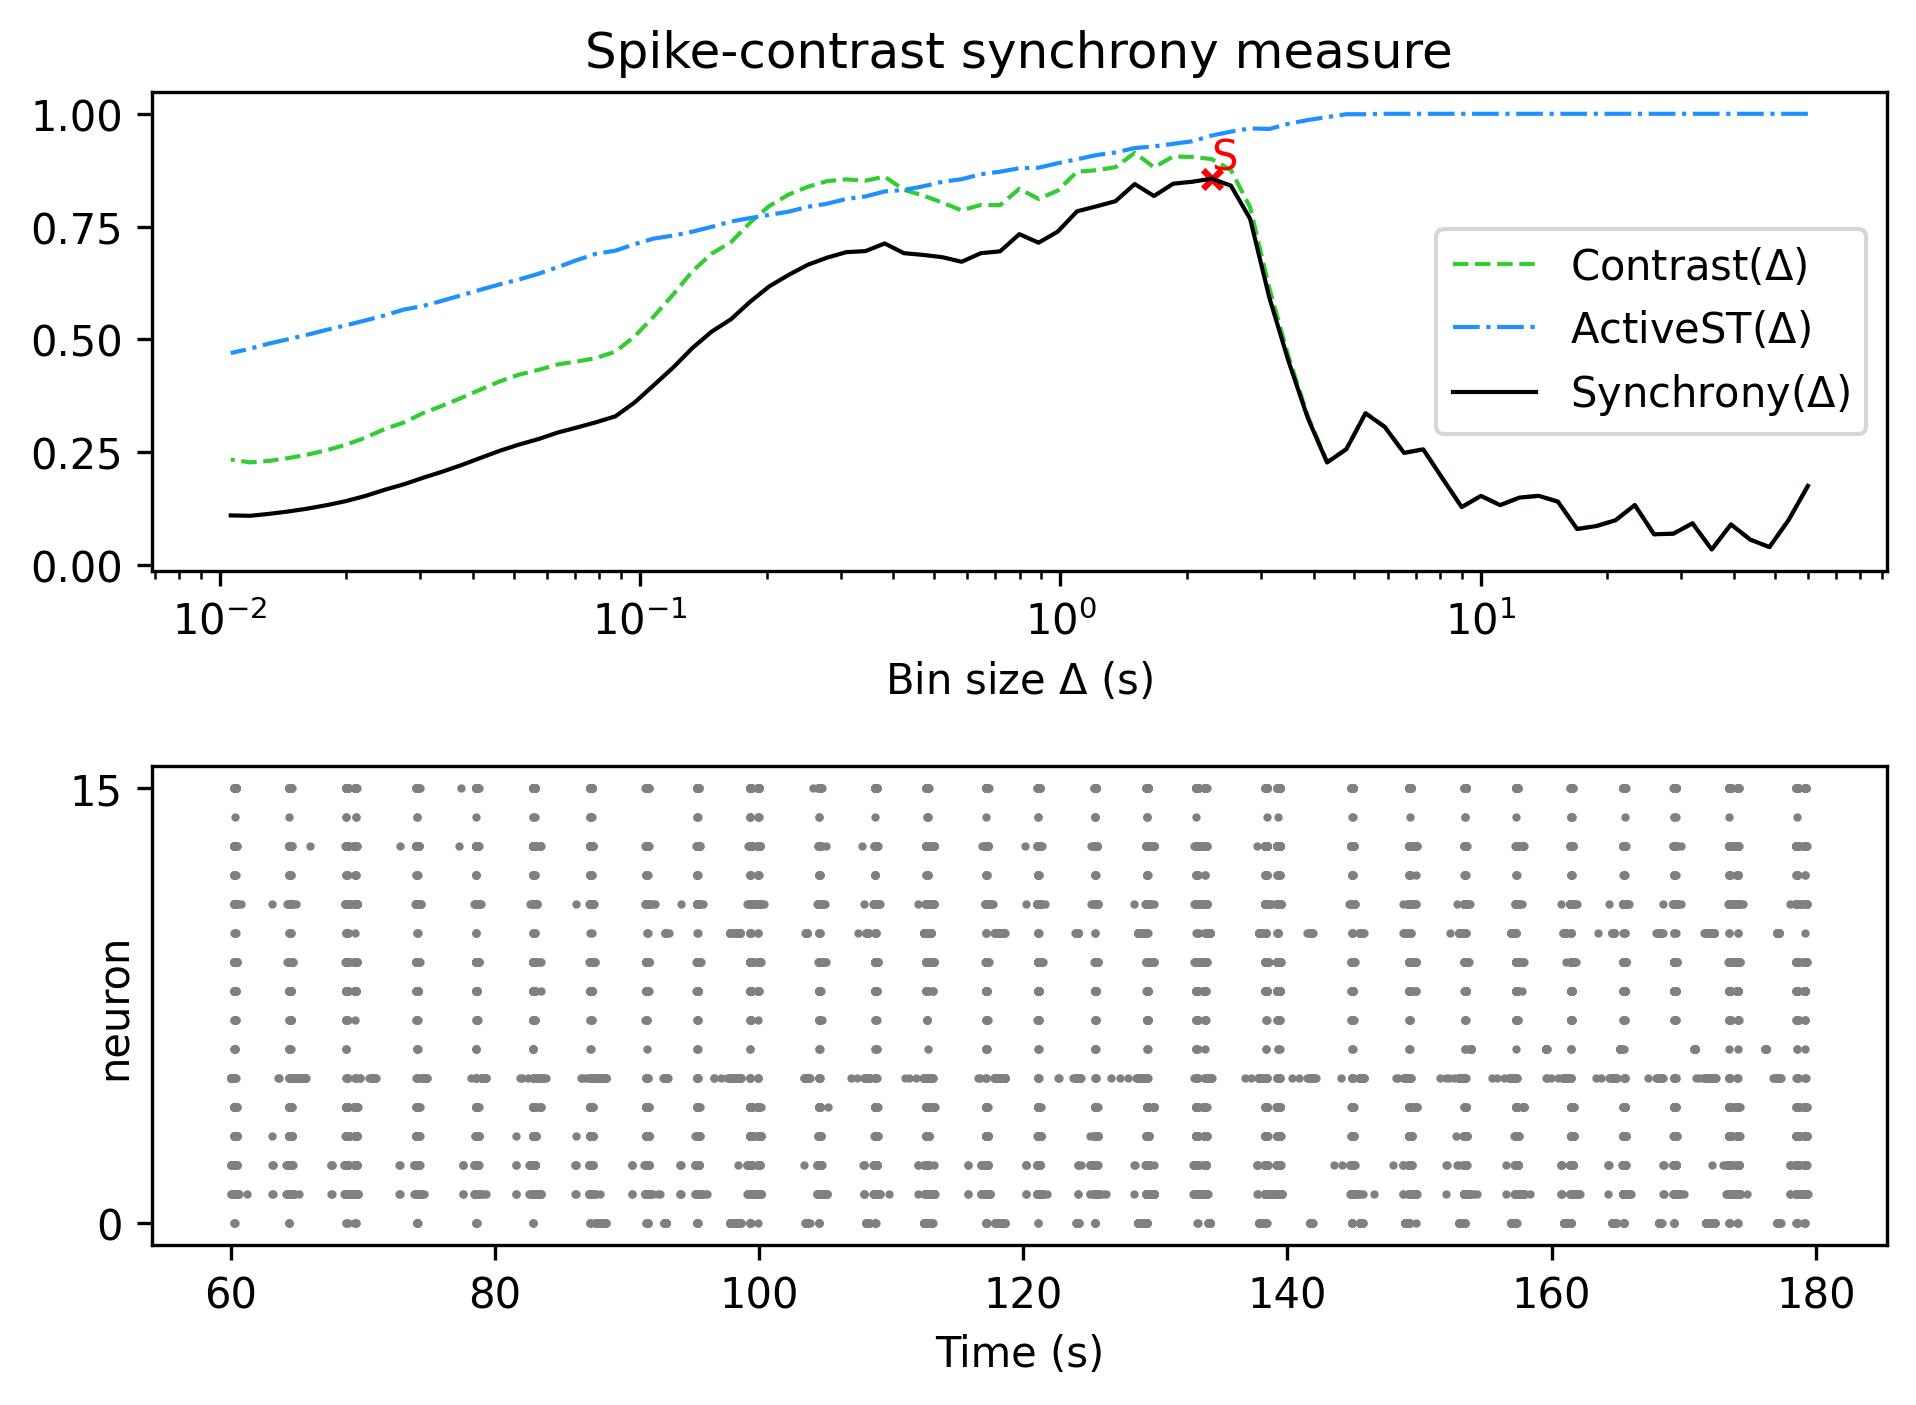 Spike-contrast synchrony measure
1.00
0.75
0.50
0.25
0.00
S
Contrast(Δ)
ActiveST(Δ)
Synchrony(Δ)
10⁻² 10⁻¹ 10⁰ 10¹
Bin size Δ (s)
15
0
neuron
60 80 100 120 140 160 180
Time (s)